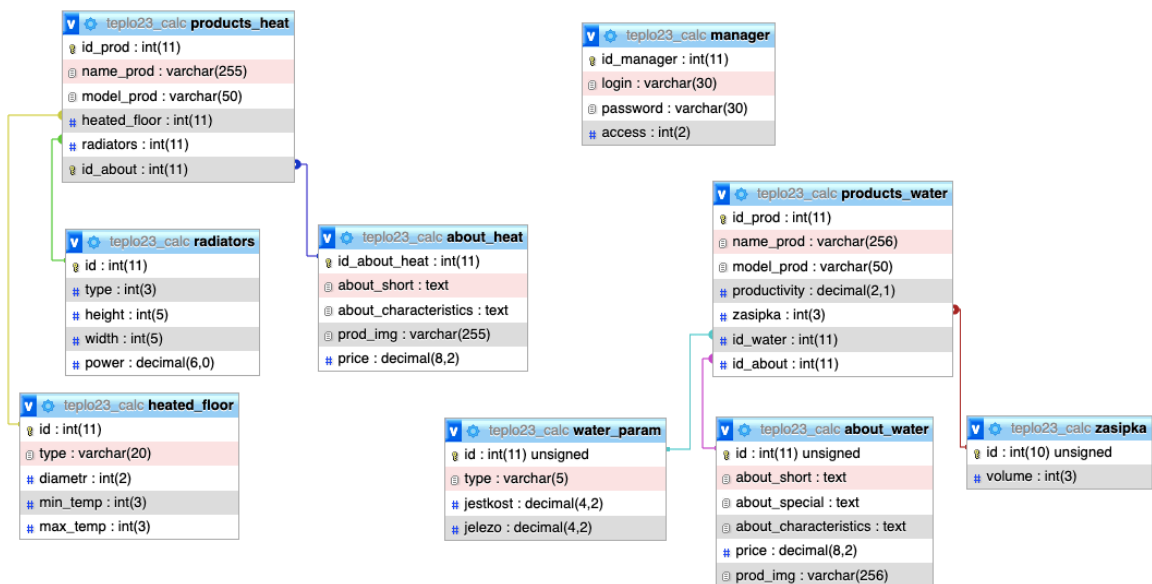 teplo23_calc products_heat
id_prod : int(11)
name_prod : varchar(255)
model_prod : varchar(50)
heated_floor : int(11)
radiators : int(11)
id_about : int(11)
teplo23_calc manager
id_manager : int(11)
login : varchar(30)
password : varchar(30)
access : int(2)
teplo23_calc radiators
id : int(11)
type : int(3)
height : int(5)
width : int(5)
power : decimal(6,0)
teplo23_calc about_heat
id_about_heat : int(11)
about_short : text
about_characteristics : text
prod_img : varchar(255)
price : decimal(8,2)
teplo23_calc products_water
id_prod : int(11)
name_prod : varchar(256)
model_prod : varchar(50)
productivity : decimal(2,1)
zasipka : int(3)
id_water : int(11)
id_about : int(11)
teplo23_calc heated_floor
id : int(11)
type : varchar(20)
diametr : int(2)
min_temp : int(3)
max_temp : int(3)
teplo23_calc water_param
id : int(11) unsigned
type : varchar(5)
jestkost : decimal(4,2)
jelezo : decimal(4,2)
teplo23_calc about_water
id : int(11) unsigned
about_short : text
about_special : text
about_characteristics : text
price : decimal(8,2)
prod_img : varchar(256)
teplo23_calc zasipka
id : int(10) unsigned
volume : int(3)